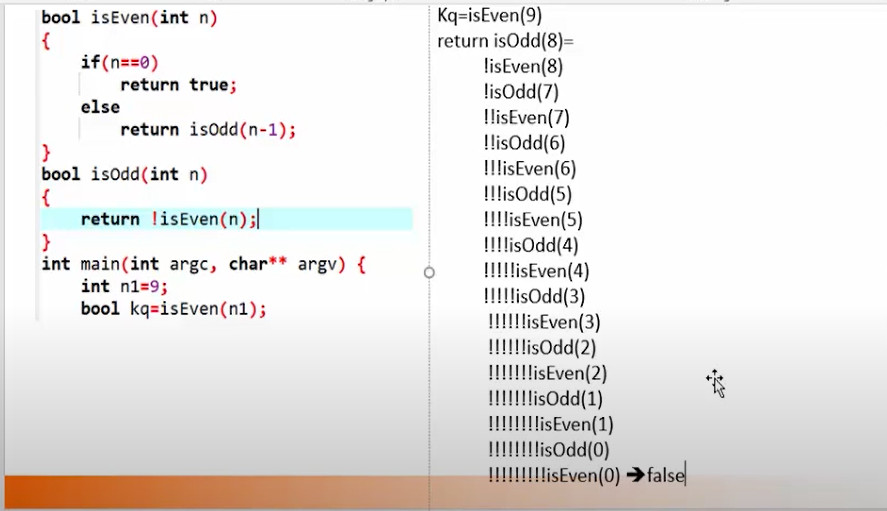 bool isEven(int n)
{
if(n==0)
return true;
else
return isOdd(n-1);
}
bool isOdd(int n)
{
return !isEven(n);
}
int main(int argc, char** argv) {
int n1=9;
bool kq=isEven(n1);
Kq=isEven(9)
return isOdd(8)=
!isEven(8)
!isOdd(7)
!!isEven(7)
!!isOdd(6)
!!!isEven(6)
!!!isOdd(5)
!!!!isEven(5)
!!!!isOdd(4)
!!!!!isEven(4)
!!!!!isOdd(3)
!!!!!!isEven(3)
!!!!!!isOdd(2)
!!!!!!!isEven(2)
!!!!!!!isOdd(1)
!!!!!!!!isEven(1)
!!!!!!!!isOdd(0)
!!!!!!!!!isEven(0) ➔false